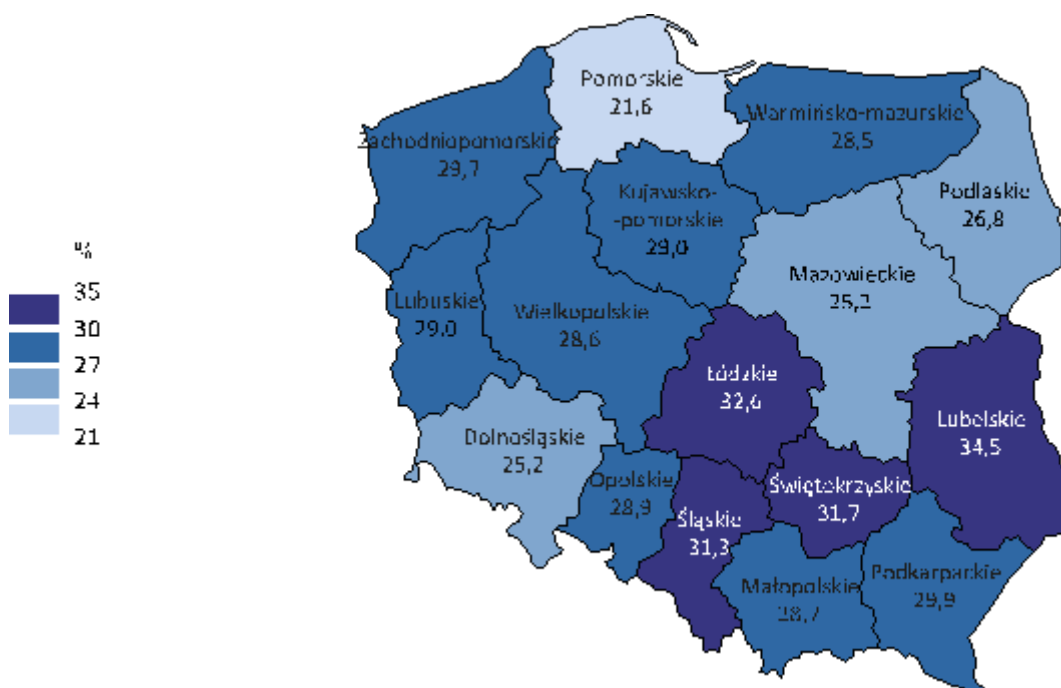 Pomorskie
21,6
Warmińsko-mazurskie
28,5
Zachodniopomorskie
29,7
Kujawsko-
-pomorskie
29,0
Podlaskie
26,8
Mazowieckie
25,2
%
35
30
27
24
21
Lubuskie
29,0
Wielkopolskie
28,6
Łódzkie
32,6
Lubelskie
34,5
Dolnośląskie
25,2
Opolskie
28,9
Śląskie
31,3
Świętokrzyskie
31,7
Małopolskie
28,7
Podkarpackie
29,9